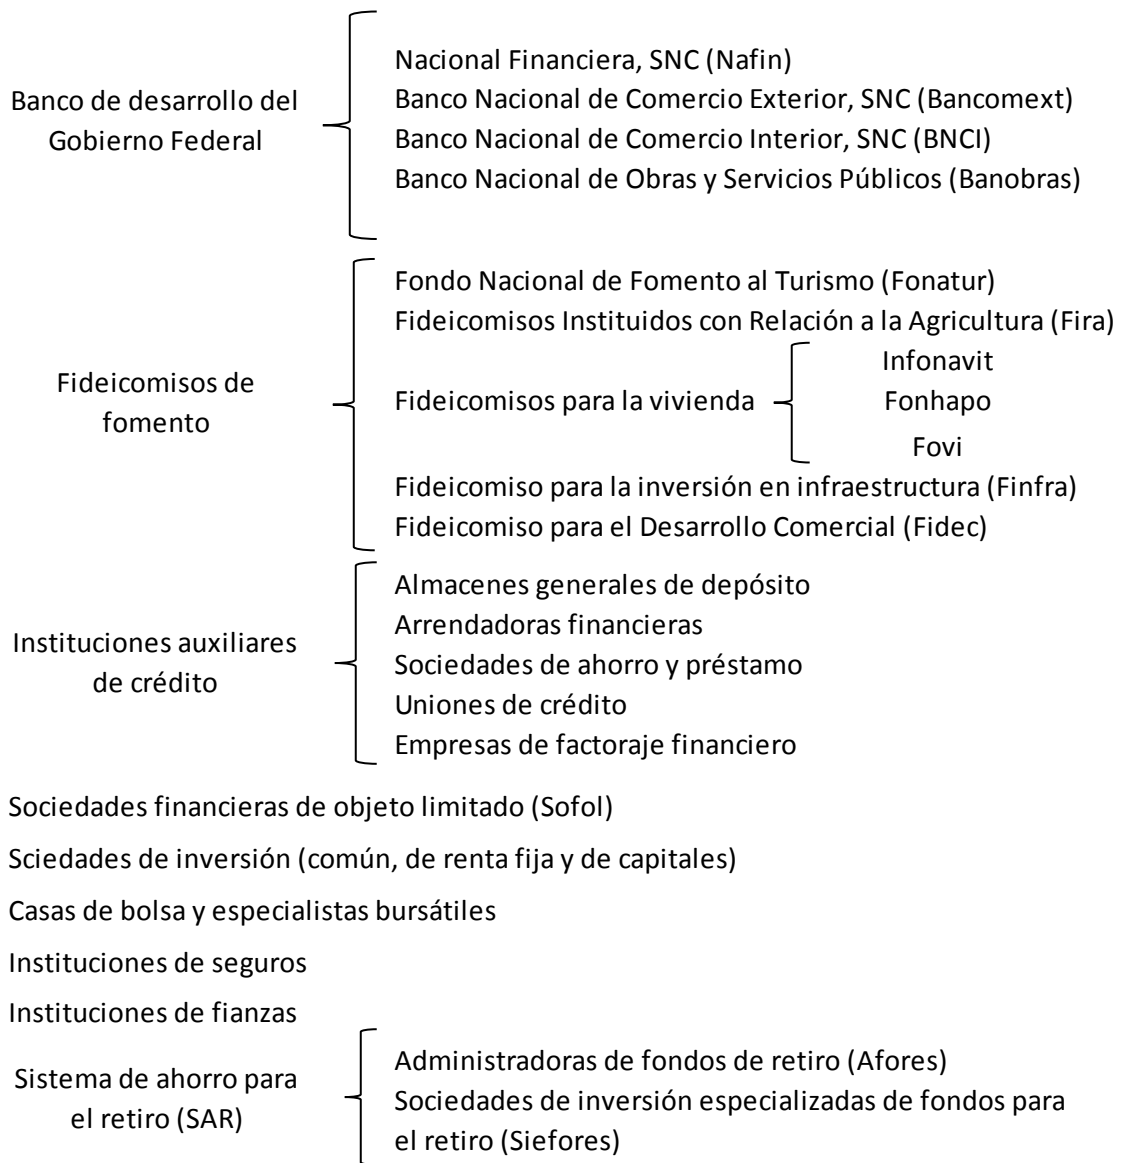 Banco de desarrollo del
Gobierno Federal
Nacional Financiera, SNC (Nafin)
Banco Nacional de Comercio Exterior, SNC (Bancomext)
Banco Nacional de Comercio Interior, SNC (BNCI)
Banco Nacional de Obras y Servicios Públicos (Banobras)
Fideicomisos de
fomento
Fondo Nacional de Fomento al Turismo (Fonatur)
Fideicomisos Instituidos con Relación a la Agricultura (Fira)
Fideicomisos para la vivienda
Infonavit
Fonhapo
Fovi
Fideicomiso para la inversión en infraestructura (Finfra)
Fideicomiso para el Desarrollo Comercial (Fidec)
Instituciones auxiliares
de crédito
Almacenes generales de depósito
Arrendadoras financieras
Sociedades de ahorro y préstamo
Uniones de crédito
Empresas de factoraje financiero
Sociedades financieras de objeto limitado (Sofol)
Sciedades de inversión (común, de renta fija y de capitales)
Casas de bolsa y especialistas bursátiles
Instituciones de seguros
Instituciones de fianzas
Sistema de ahorro para
el retiro (SAR)
Administradoras de fondos de retiro (Afores)
Sociedades de inversión especializadas de fondos para
el retiro (Siefores)